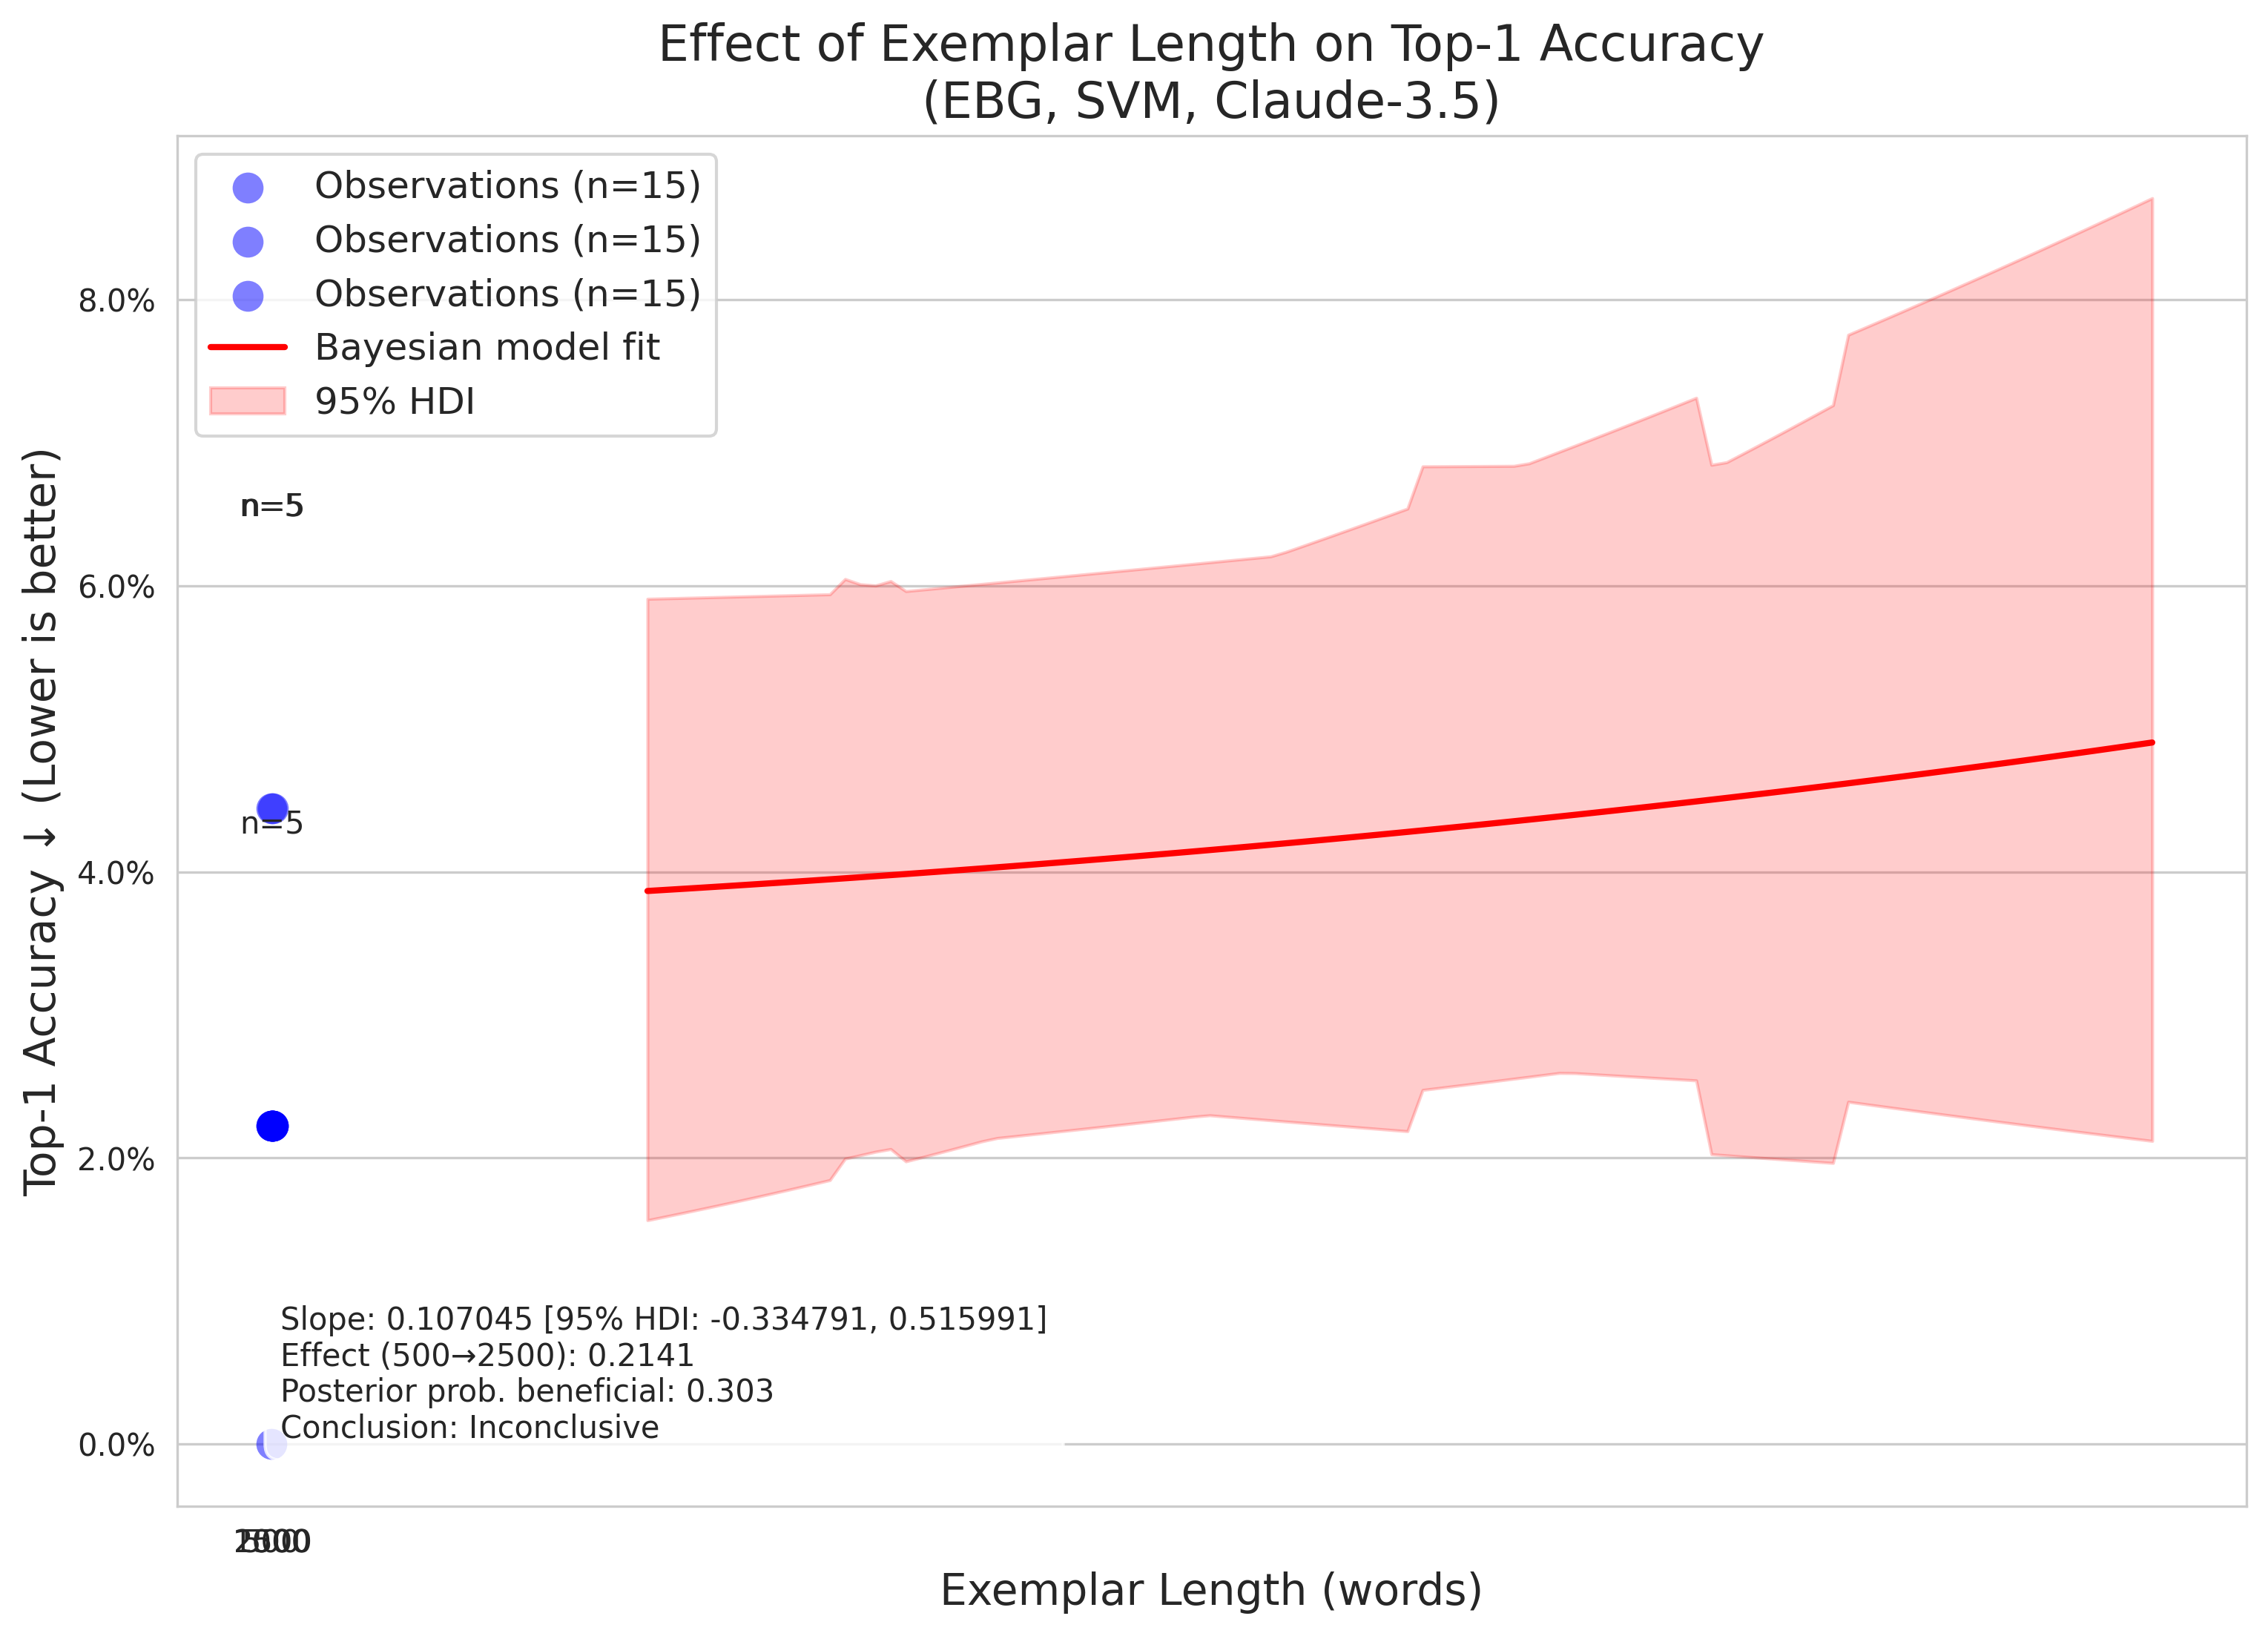 Effect of Exemplar Length on Top-1 Accuracy
(EBG, SVM, Claude-3.5)
Observations (n=15)
Observations (n=15)
Observations (n=15)
Bayesian model fit
95% HDI
Top-1 Accuracy ↓ (Lower is better)
8.0%
6.0%
4.0%
2.0%
0.0%
n=5
n=5
Slope: 0.107045 [95% HDI: -0.334791, 0.515991]
Effect (500→2500): 0.2141
Posterior prob. beneficial: 0.303
Conclusion: Inconclusive
Exemplar Length (words)